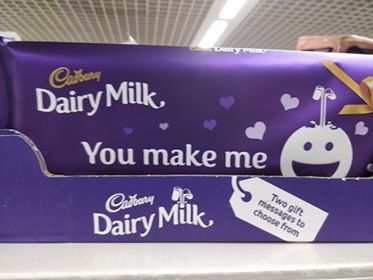 Dairy Milk
Cadbury
Dairy Milk
You make me
Cadbury
Dairy Milk
Two gift
messages to
choose from